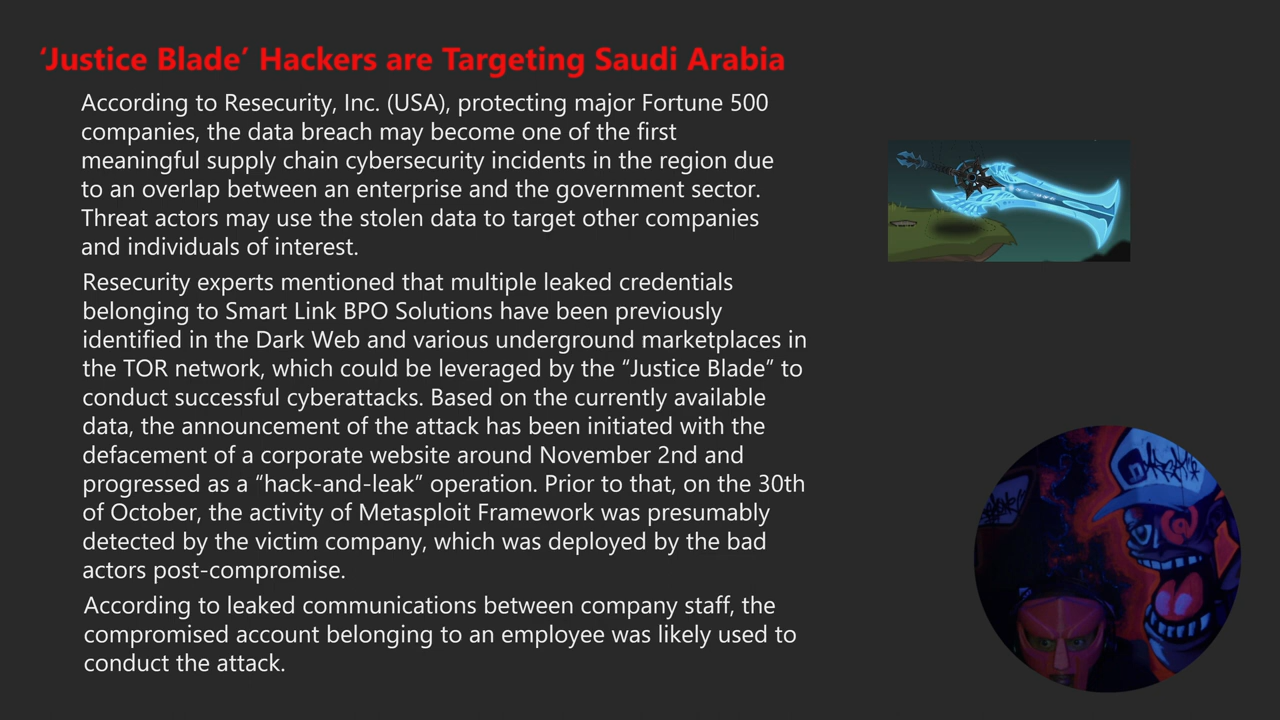 ‘Justice Blade’ Hackers are Targeting Saudi Arabia
According to Resecurity, Inc. (USA), protecting major Fortune 500
companies, the data breach may become one of the first
meaningful supply chain cybersecurity incidents in the region due
to an overlap between an enterprise and the government sector.
Threat actors may use the stolen data to target other companies
and individuals of interest.
Resecurity experts mentioned that multiple leaked credentials
belonging to Smart Link BPO Solutions have been previously
identified in the Dark Web and various underground marketplaces in
the TOR network, which could be leveraged by the “Justice Blade” to
conduct successful cyberattacks. Based on the currently available
data, the announcement of the attack has been initiated with the
defacement of a corporate website around November 2nd and
progressed as a “hack-and-leak” operation. Prior to that, on the 30th
of October, the activity of Metasploit Framework was presumably
detected by the victim company, which was deployed by the bad
actors post-compromise.
According to leaked communications between company staff, the
compromised account belonging to an employee was likely used to
conduct the attack.